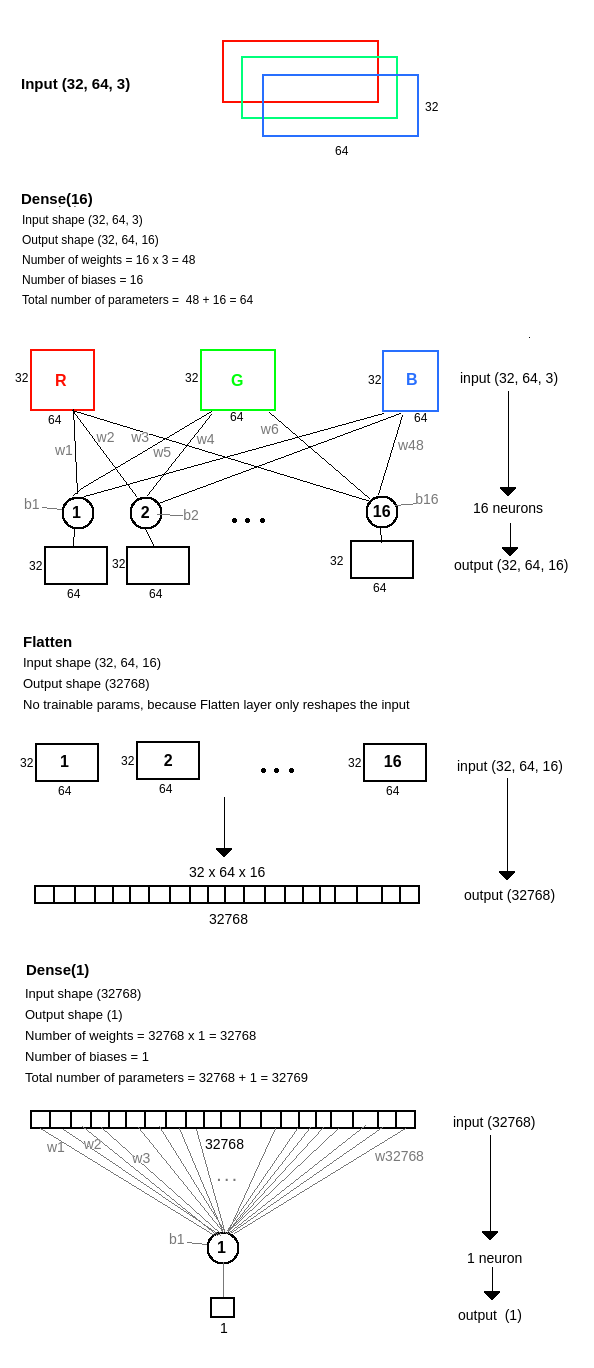 Input (32, 64, 3)
32
64
Dense(16)
Input shape (32, 64, 3)
Output shape (32, 64, 16)
Number of weights = 16 x 3 = 48
Number of biases = 16
Total number of parameters =  48 + 16 = 64
32 R 32 G 32 B input (32, 64, 3)
64 64 64
w1 w2 w3 w5 w4 w6 w48
b1 1 2 b2 ... 16 b16 16 neurons
32 32 32 output (32, 64, 16)
64 64 64
Flatten
Input shape (32, 64, 16)
Output shape (32768)
No trainable params, because Flatten layer only reshapes the input
32 1 32 2 ... 32 16 input (32, 64, 16)
64 64 64
32 x 64 x 16
output (32768)
32768
Dense(1)
Input shape (32768)
Output shape (1)
Number of weights = 32768 x 1 = 32768
Number of biases = 1
Total number of parameters = 32768 + 1 = 32769
input (32768)
w1 w2 w3 32768 w32768
...
b1 1 1 neuron
output  (1)
1